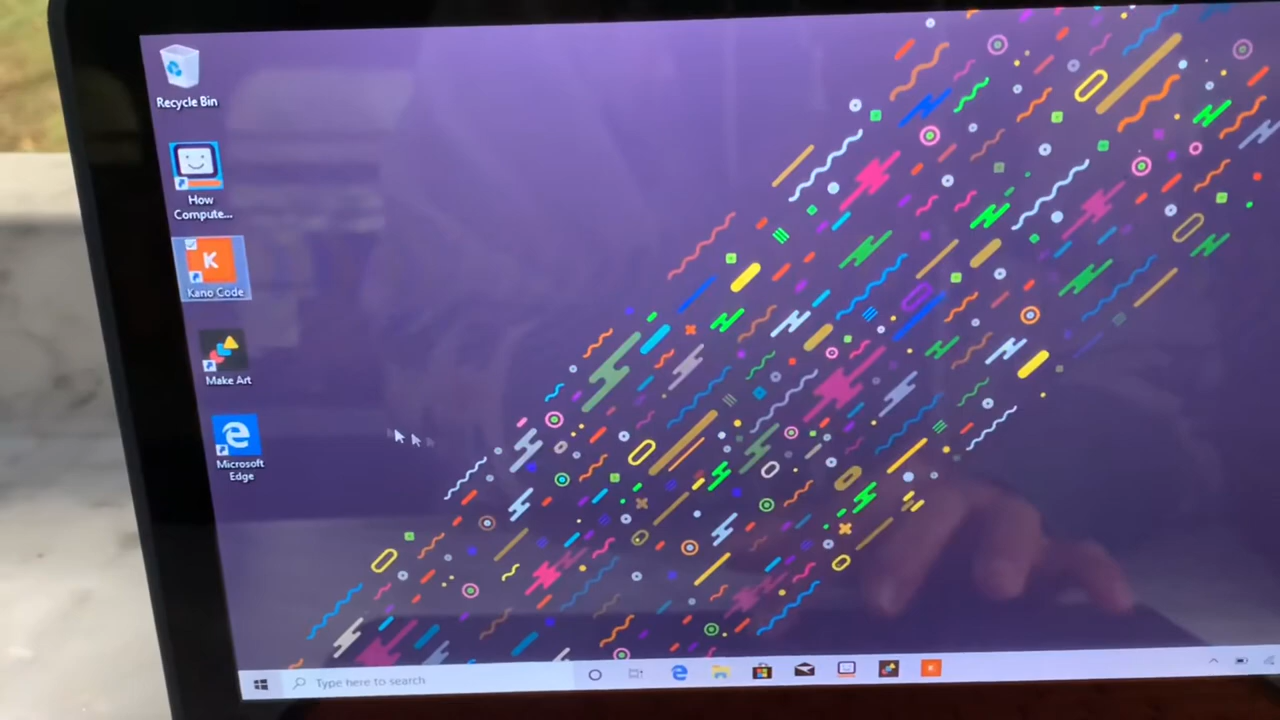 Recycle Bin
How
Compute...
K
Kano Code
Make Art
Microsoft
Edge
Type here to search
K